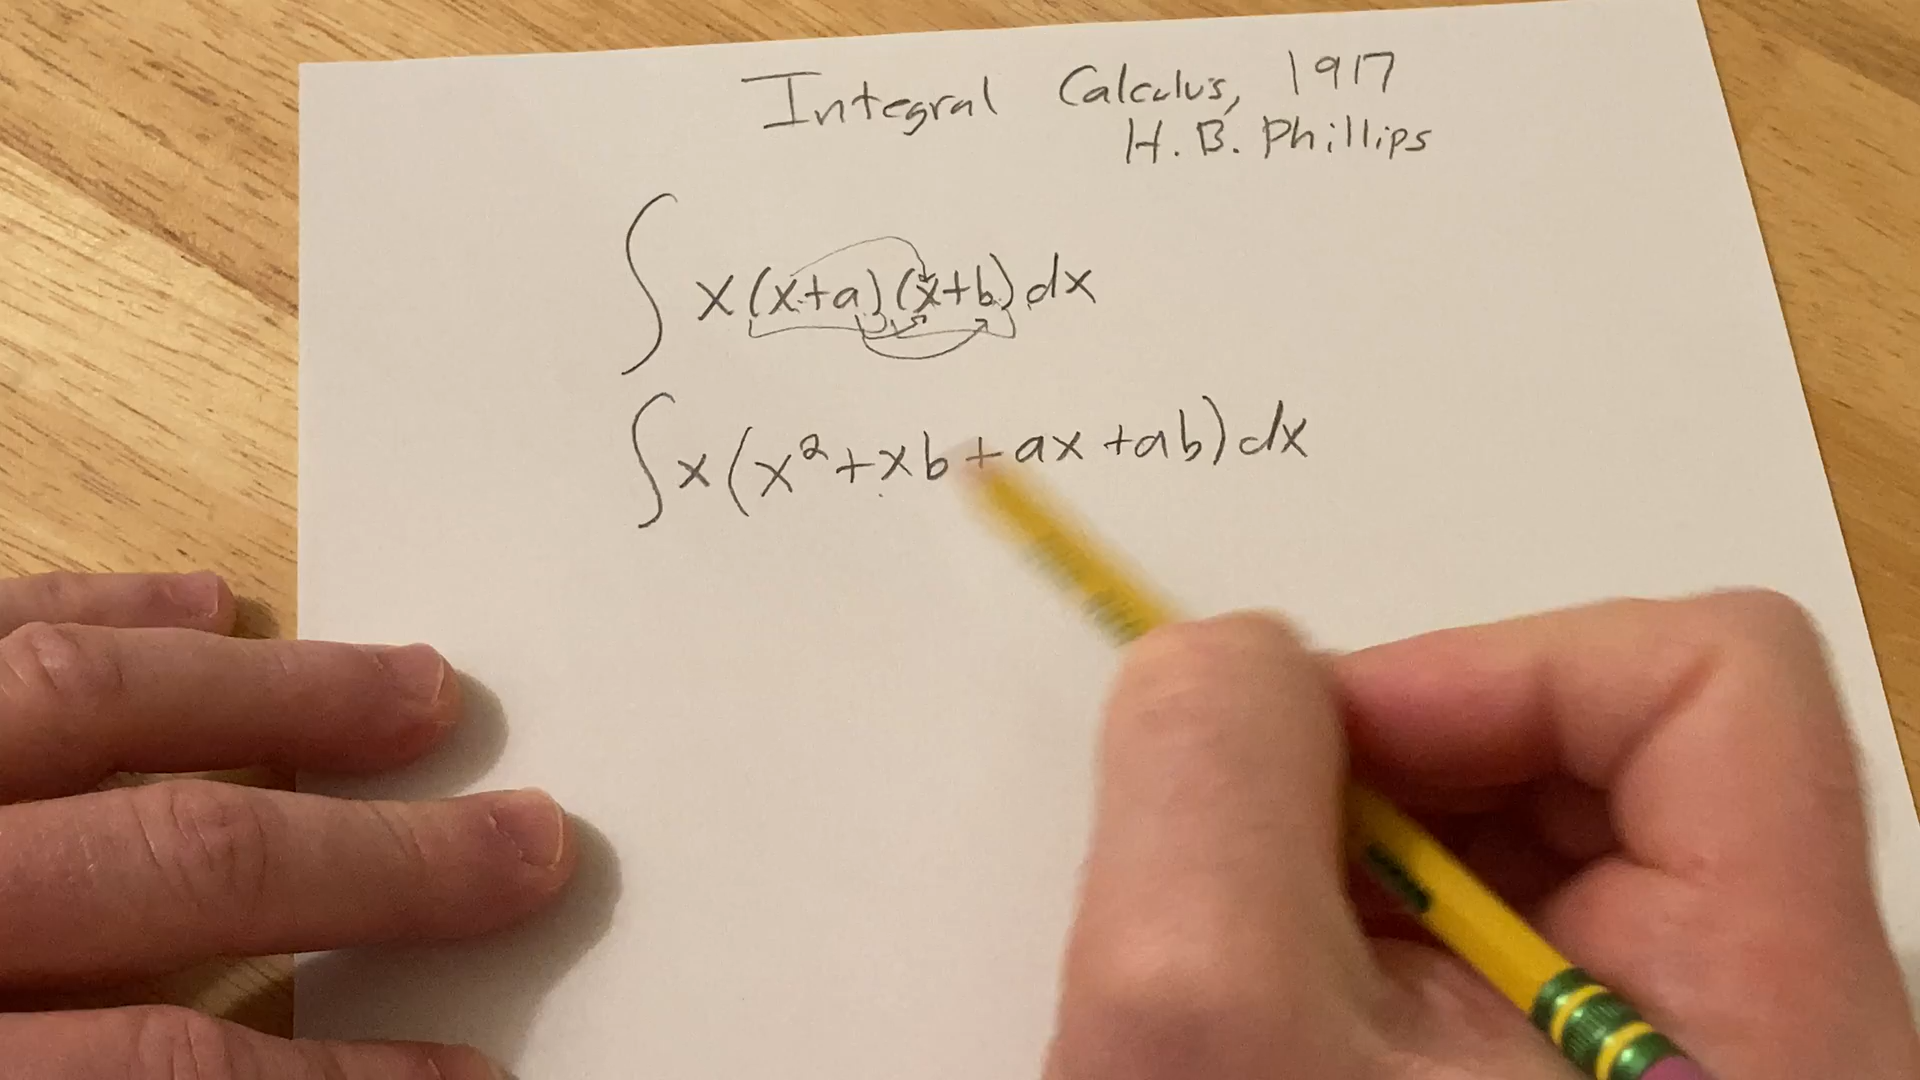 Integral Calculus, 1917
H. B. Phillips
∫ x(x+a)(x+b)dx
∫x(x²+xb+ax+ab)dx